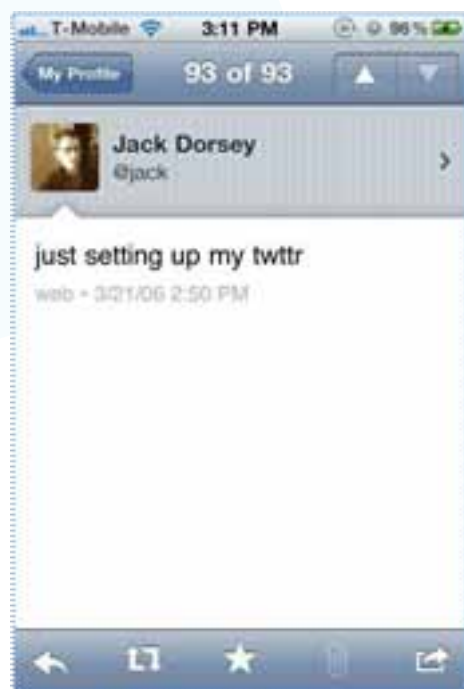 T-Mobile 3:11 PM 96 %
My Profile 93 of 93
Jack Dorsey
@jack
just setting up my twttr
web • 3/21/06 2:50 PM